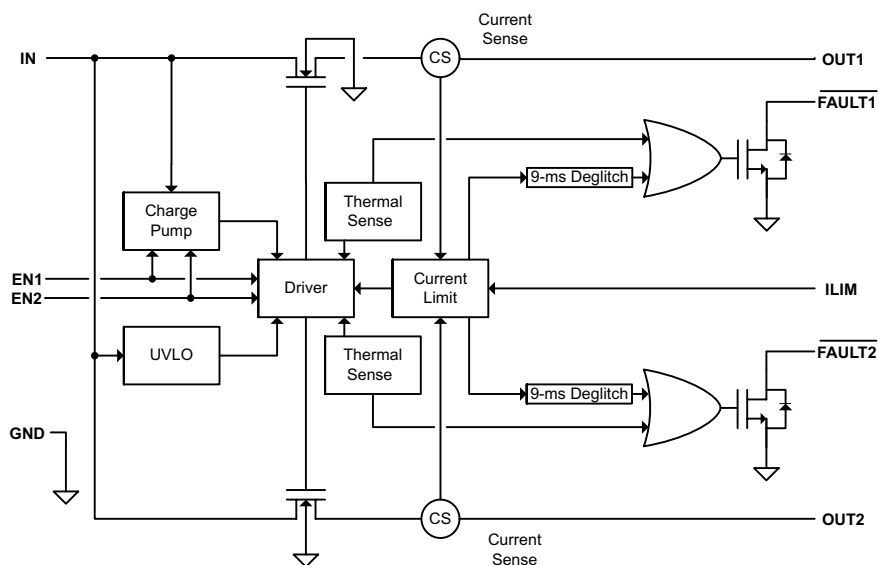 Current
Sense
IN
CS
OUT1
FAULT1
9-ms Deglitch
Thermal
Sense
Charge
Pump
EN1
EN2
Driver
Current
Limit
ILIM
UVLO
Thermal
Sense
FAULT2
9-ms Deglitch
GND
CS
OUT2
Current
Sense